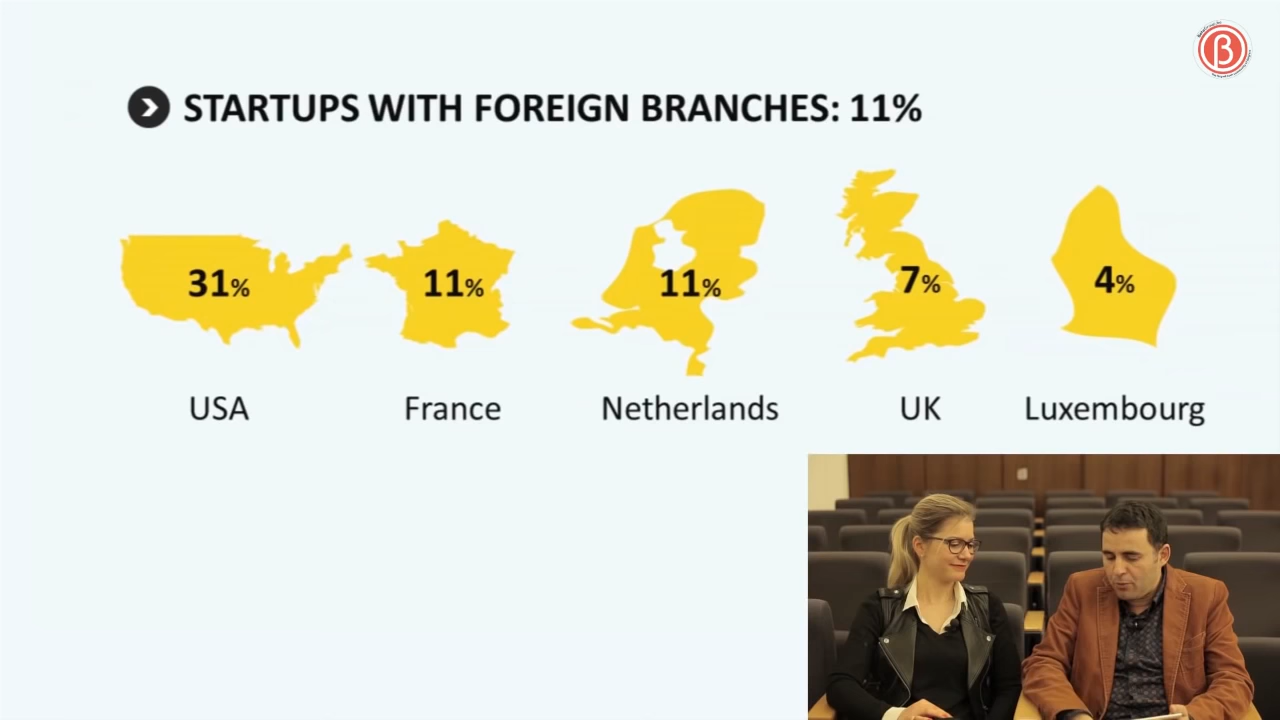 STARTUPS WITH FOREIGN BRANCHES: 11%
31% 11% 11% 7% 4%
USA France Netherlands UK Luxembourg
β